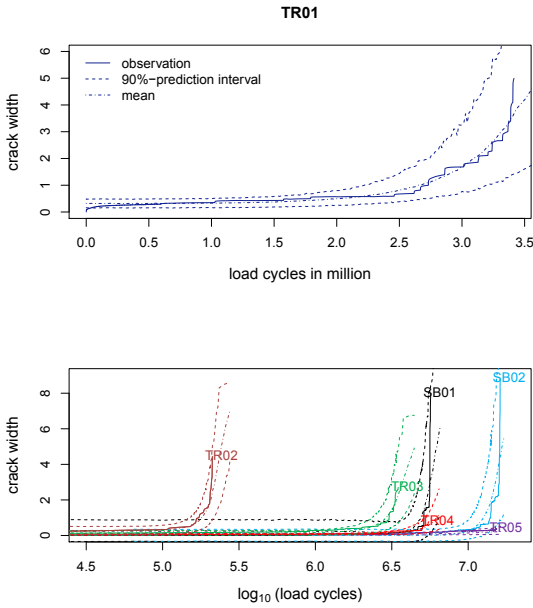 TR01
6
5
4
3
2
1
0
crack width
observation
90%−prediction interval
mean
0.0 0.5 1.0 1.5 2.0 2.5 3.0 3.5
load cycles in million
8
6
4
2
0
crack width
SB02
SB01
TR02
TR03
TR04
TR05
4.5 5.0 5.5 6.0 6.5 7.0
log₁₀ (load cycles)